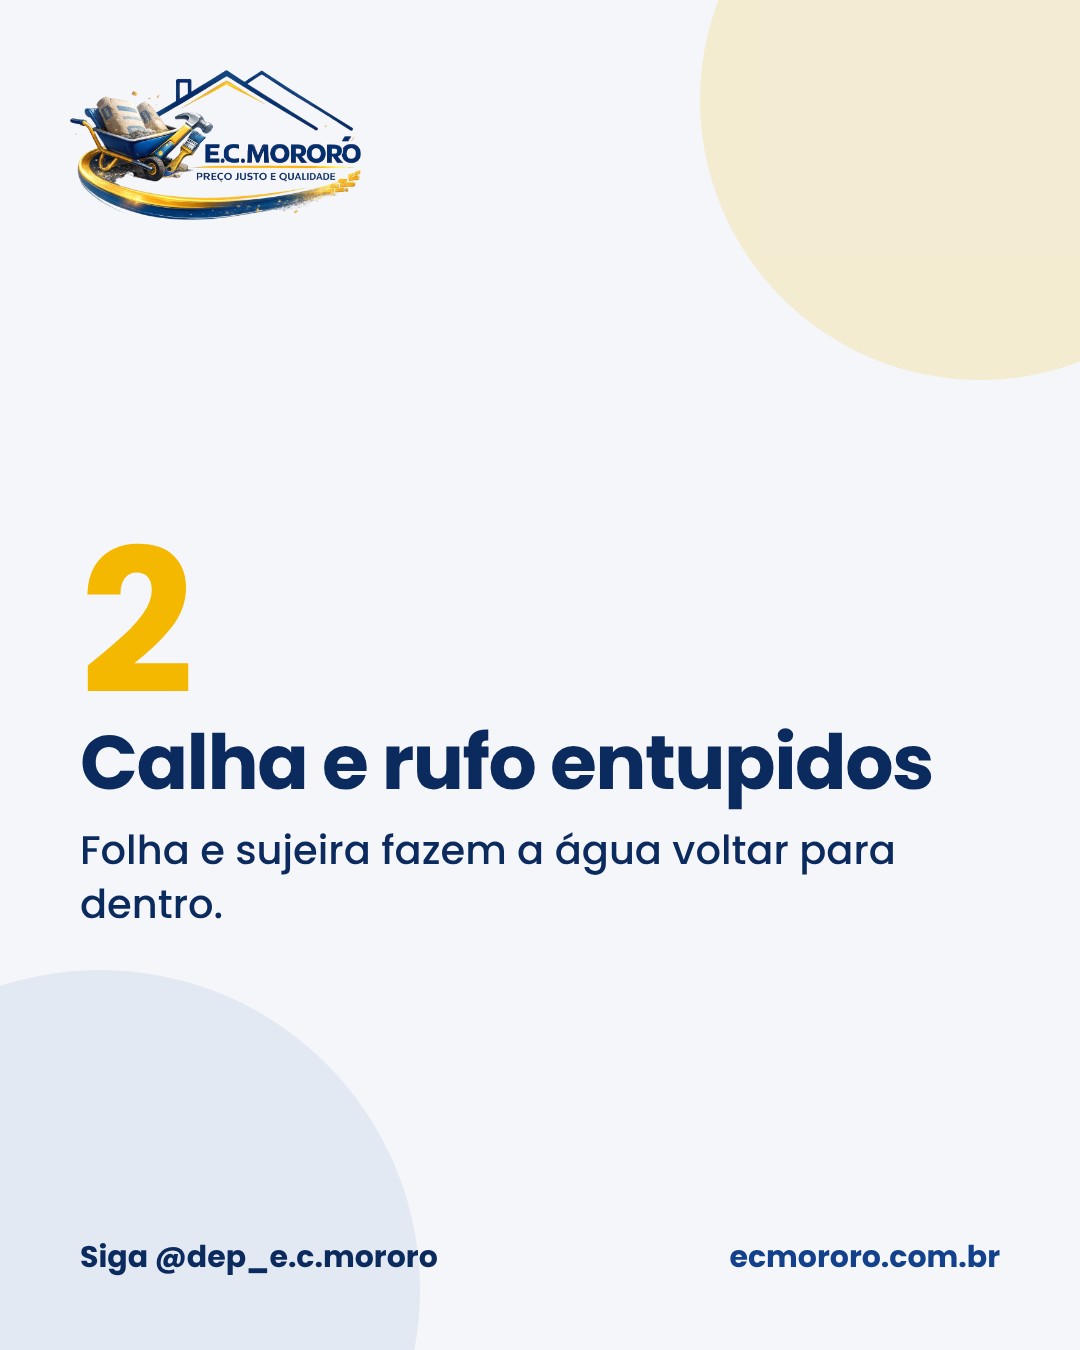 E.C.MORORÓ
PREÇO JUSTO E QUALIDADE
2
Calha e rufo entupidos
Folha e sujeira fazem a água voltar para
dentro.
Siga @dep_e.c.mororo
ecmororo.com.br